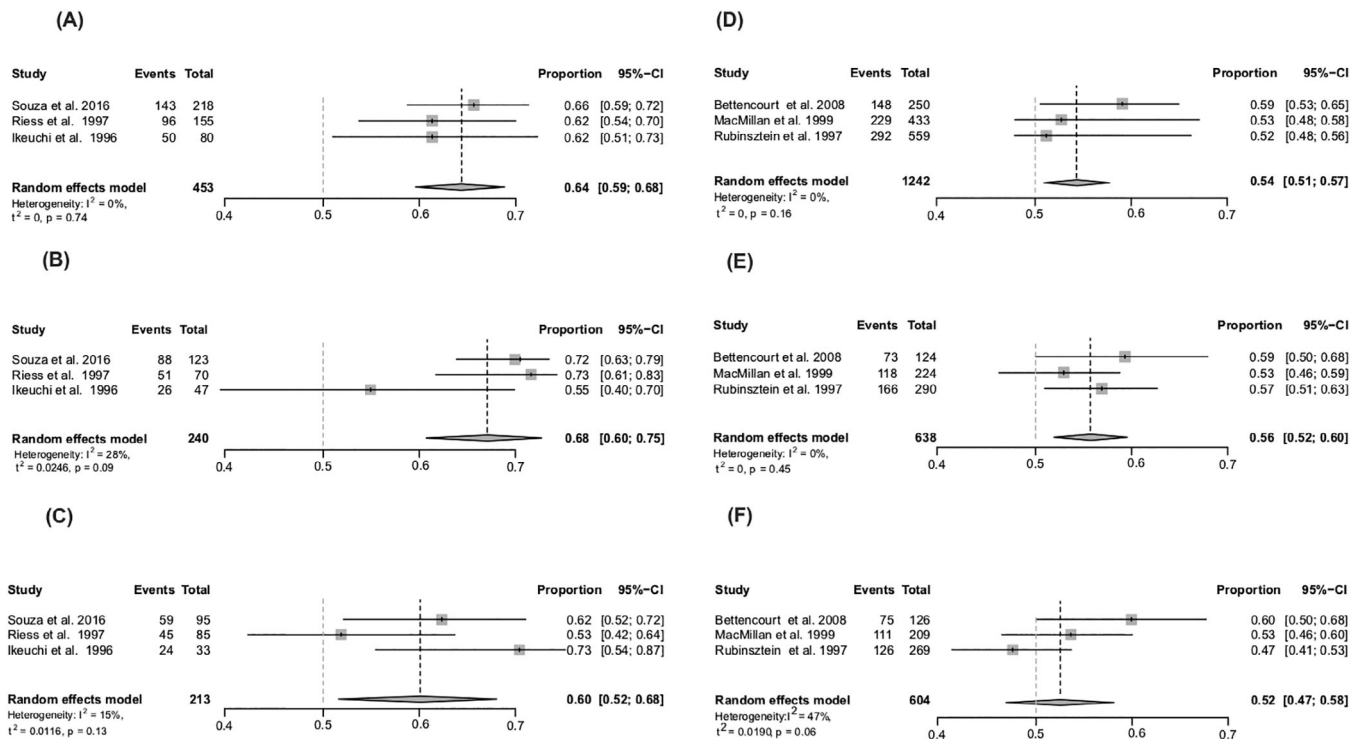 (A)
Study Events Total Proportion 95%−CI
Souza et al. 2016 143 218 0.66 [0.59; 0.72]
Riess et al. 1997 96 155 0.62 [0.54; 0.70]
Ikeuchi et al. 1996 50 80 0.62 [0.51; 0.73]
Random effects model 453 0.64 [0.59; 0.68]
Heterogeneity: I² = 0%,
t² = 0, p = 0.74
0.4 0.5 0.6 0.7
(B)
Study Events Total Proportion 95%−CI
Souza et al. 2016 88 123 0.72 [0.63; 0.79]
Riess et al. 1997 51 70 0.73 [0.61; 0.83]
Ikeuchi et al. 1996 26 47 0.55 [0.40; 0.70]
Random effects model 240 0.68 [0.60; 0.75]
Heterogeneity: I² = 28%,
t² = 0.0246, p = 0.09
0.4 0.5 0.6 0.7
(C)
Study Events Total Proportion 95%−CI
Souza et al. 2016 59 95 0.62 [0.52; 0.72]
Riess et al. 1997 45 85 0.53 [0.42; 0.64]
Ikeuchi et al. 1996 24 33 0.73 [0.54; 0.87]
Random effects model 213 0.60 [0.52; 0.68]
Heterogeneity: I² = 15%,
t² = 0.0116, p = 0.13
0.4 0.5 0.6 0.7
(D)
Study Events Total Proportion 95%−CI
Bettencourt et al. 2008 148 250 0.59 [0.53; 0.65]
MacMillan et al. 1999 229 433 0.53 [0.48; 0.58]
Rubinsztein et al. 1997 292 559 0.52 [0.48; 0.56]
Random effects model 1242 0.54 [0.51; 0.57]
Heterogeneity: I² = 0%,
t² = 0, p = 0.16
0.4 0.5 0.6 0.7
(E)
Study Events Total Proportion 95%−CI
Bettencourt et al. 2008 73 124 0.59 [0.50; 0.68]
MacMillan et al. 1999 118 224 0.53 [0.46; 0.59]
Rubinsztein et al. 1997 166 290 0.57 [0.51; 0.63]
Random effects model 638 0.56 [0.52; 0.60]
Heterogeneity: I² = 0%,
t² = 0, p = 0.45
0.4 0.5 0.6 0.7
(F)
Study Events Total Proportion 95%−CI
Bettencourt et al. 2008 75 126 0.60 [0.50; 0.68]
MacMillan et al. 1999 111 209 0.53 [0.46; 0.60]
Rubinsztein et al. 1997 126 269 0.47 [0.41; 0.53]
Random effects model 604 0.52 [0.47; 0.58]
Heterogeneity:I² = 47%,
t² = 0.0190, p = 0.06
0.4 0.5 0.6 0.7